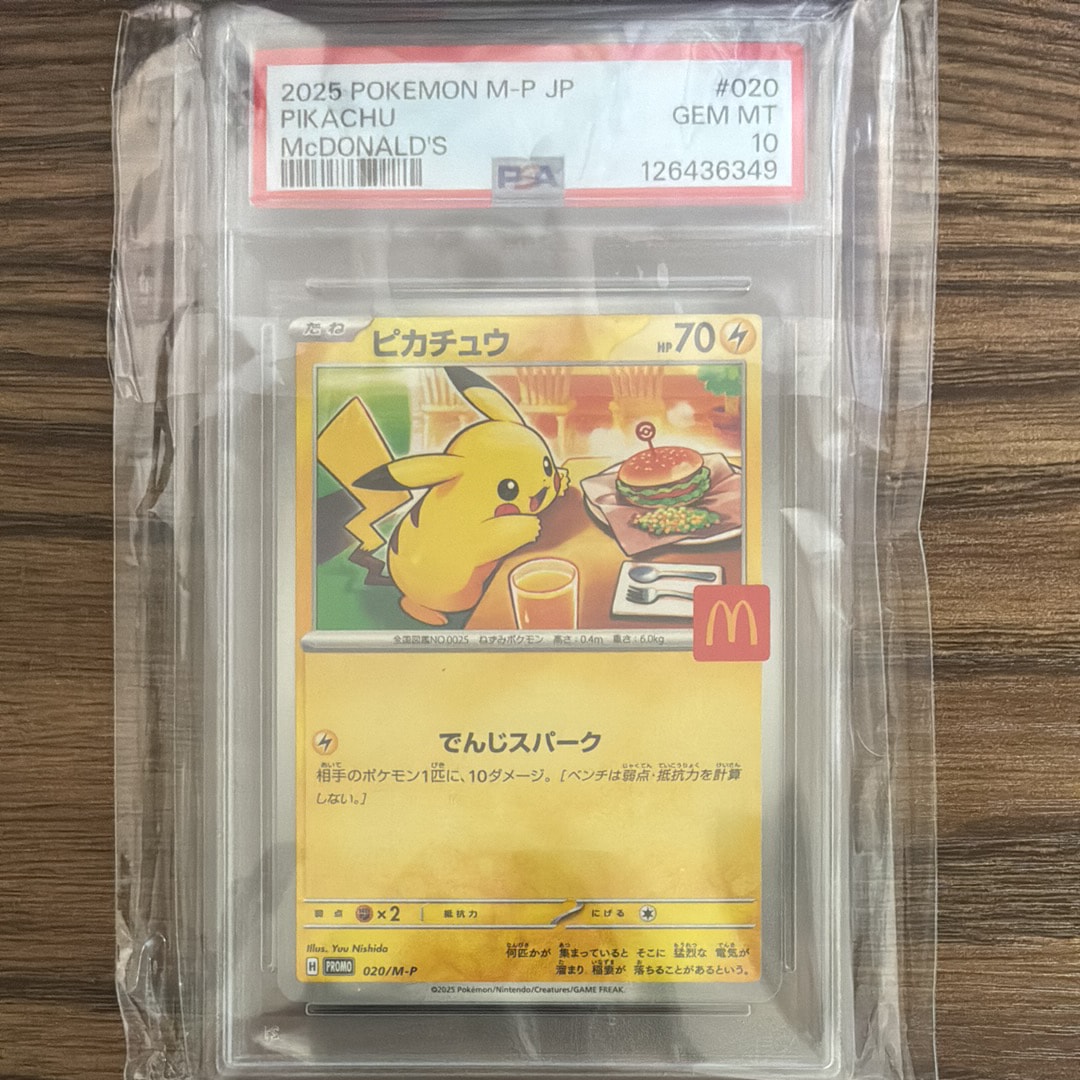 2025 POKEMON M-P JP #020
PIKACHU GEM MT
McDONALD'S 10
PSA 126436349
たね ピカチュウ HP70
全国図鑑NO.0025 ねずみポケモン 高さ:0.4m 重さ:6.0kg
M
でんじスパーク
相手のポケモン1匹に、10ダメージ。[ベンチは弱点・抵抗力を計算
しない。]
弱点 ×2 抵抗力 にげる
Illus. Yuu Nishida
何匹かが 集まっていると そこに 猛烈な 電気が
溜まり 稲妻が 落ちることがあるという。
H PROMO 020/M-P
©2025 Pokémon/Nintendo/Creatures/GAME FREAK.